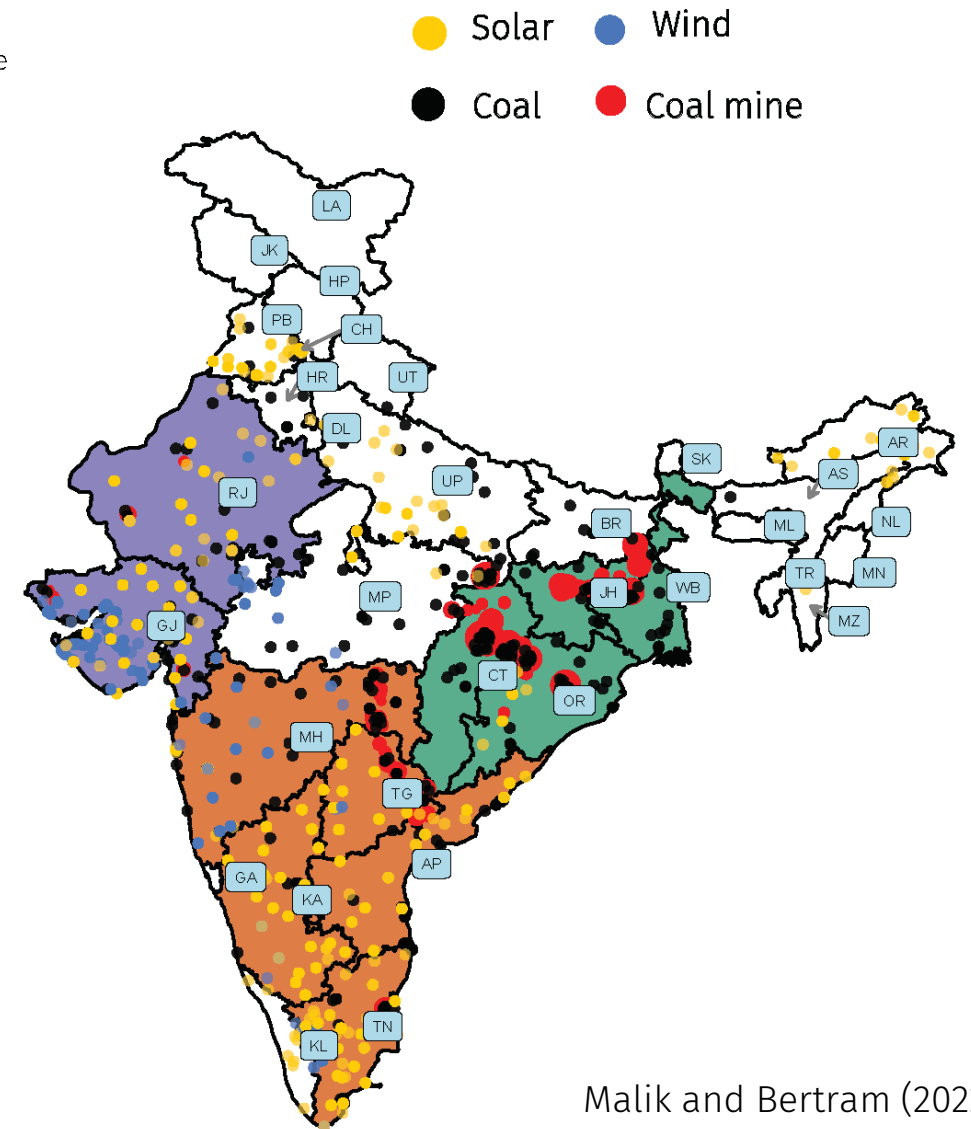 Solar Wind
e
Coal Coal mine
LA
JK
HP
PB
CH
HR
UT
DL
AR
SK
AS
UP
RJ
BR
NL
ML
TR
MN
MP
JH
WB
MZ
GJ
CT
OR
MH
TG
AP
GA
KA
TN
KL
Malik and Bertram (202